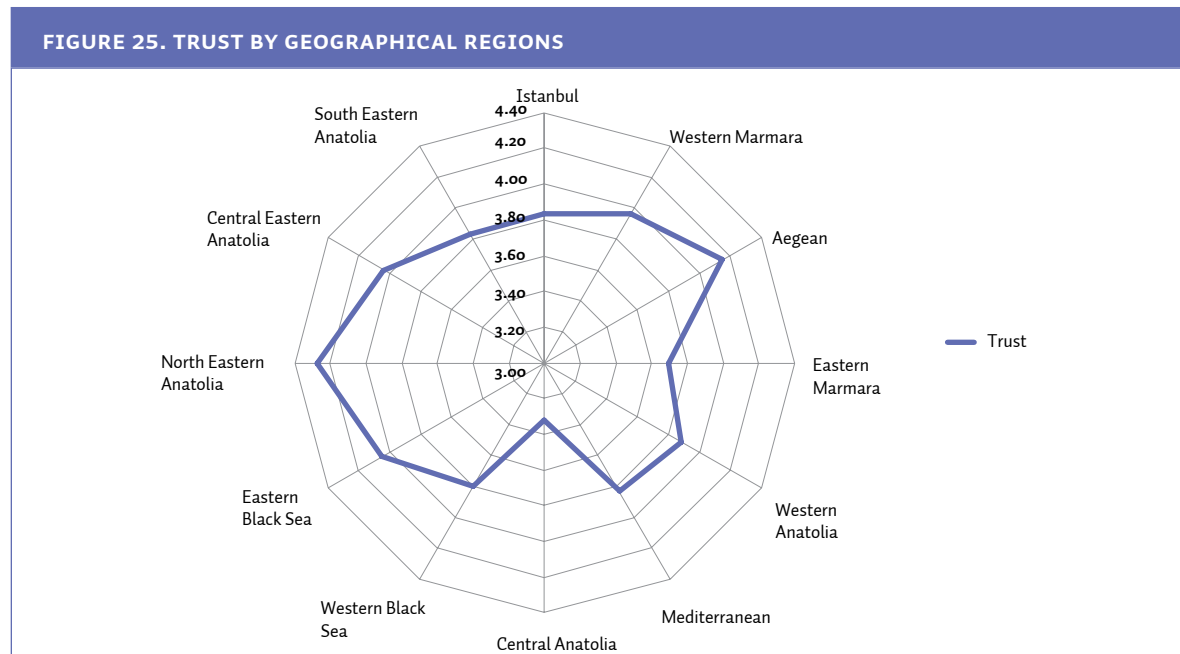 FIGURE 25. TRUST BY GEOGRAPHICAL REGIONS
Istanbul
Western Marmara
Aegean
Eastern
Marmara
Western
Anatolia
Mediterranean
Central Anatolia
Western Black
Sea
Eastern
Black Sea
North Eastern
Anatolia
Central Eastern
Anatolia
South Eastern
Anatolia
4.40
4.20
4.00
3.80
3.60
3.40
3.20
3.00
Trust